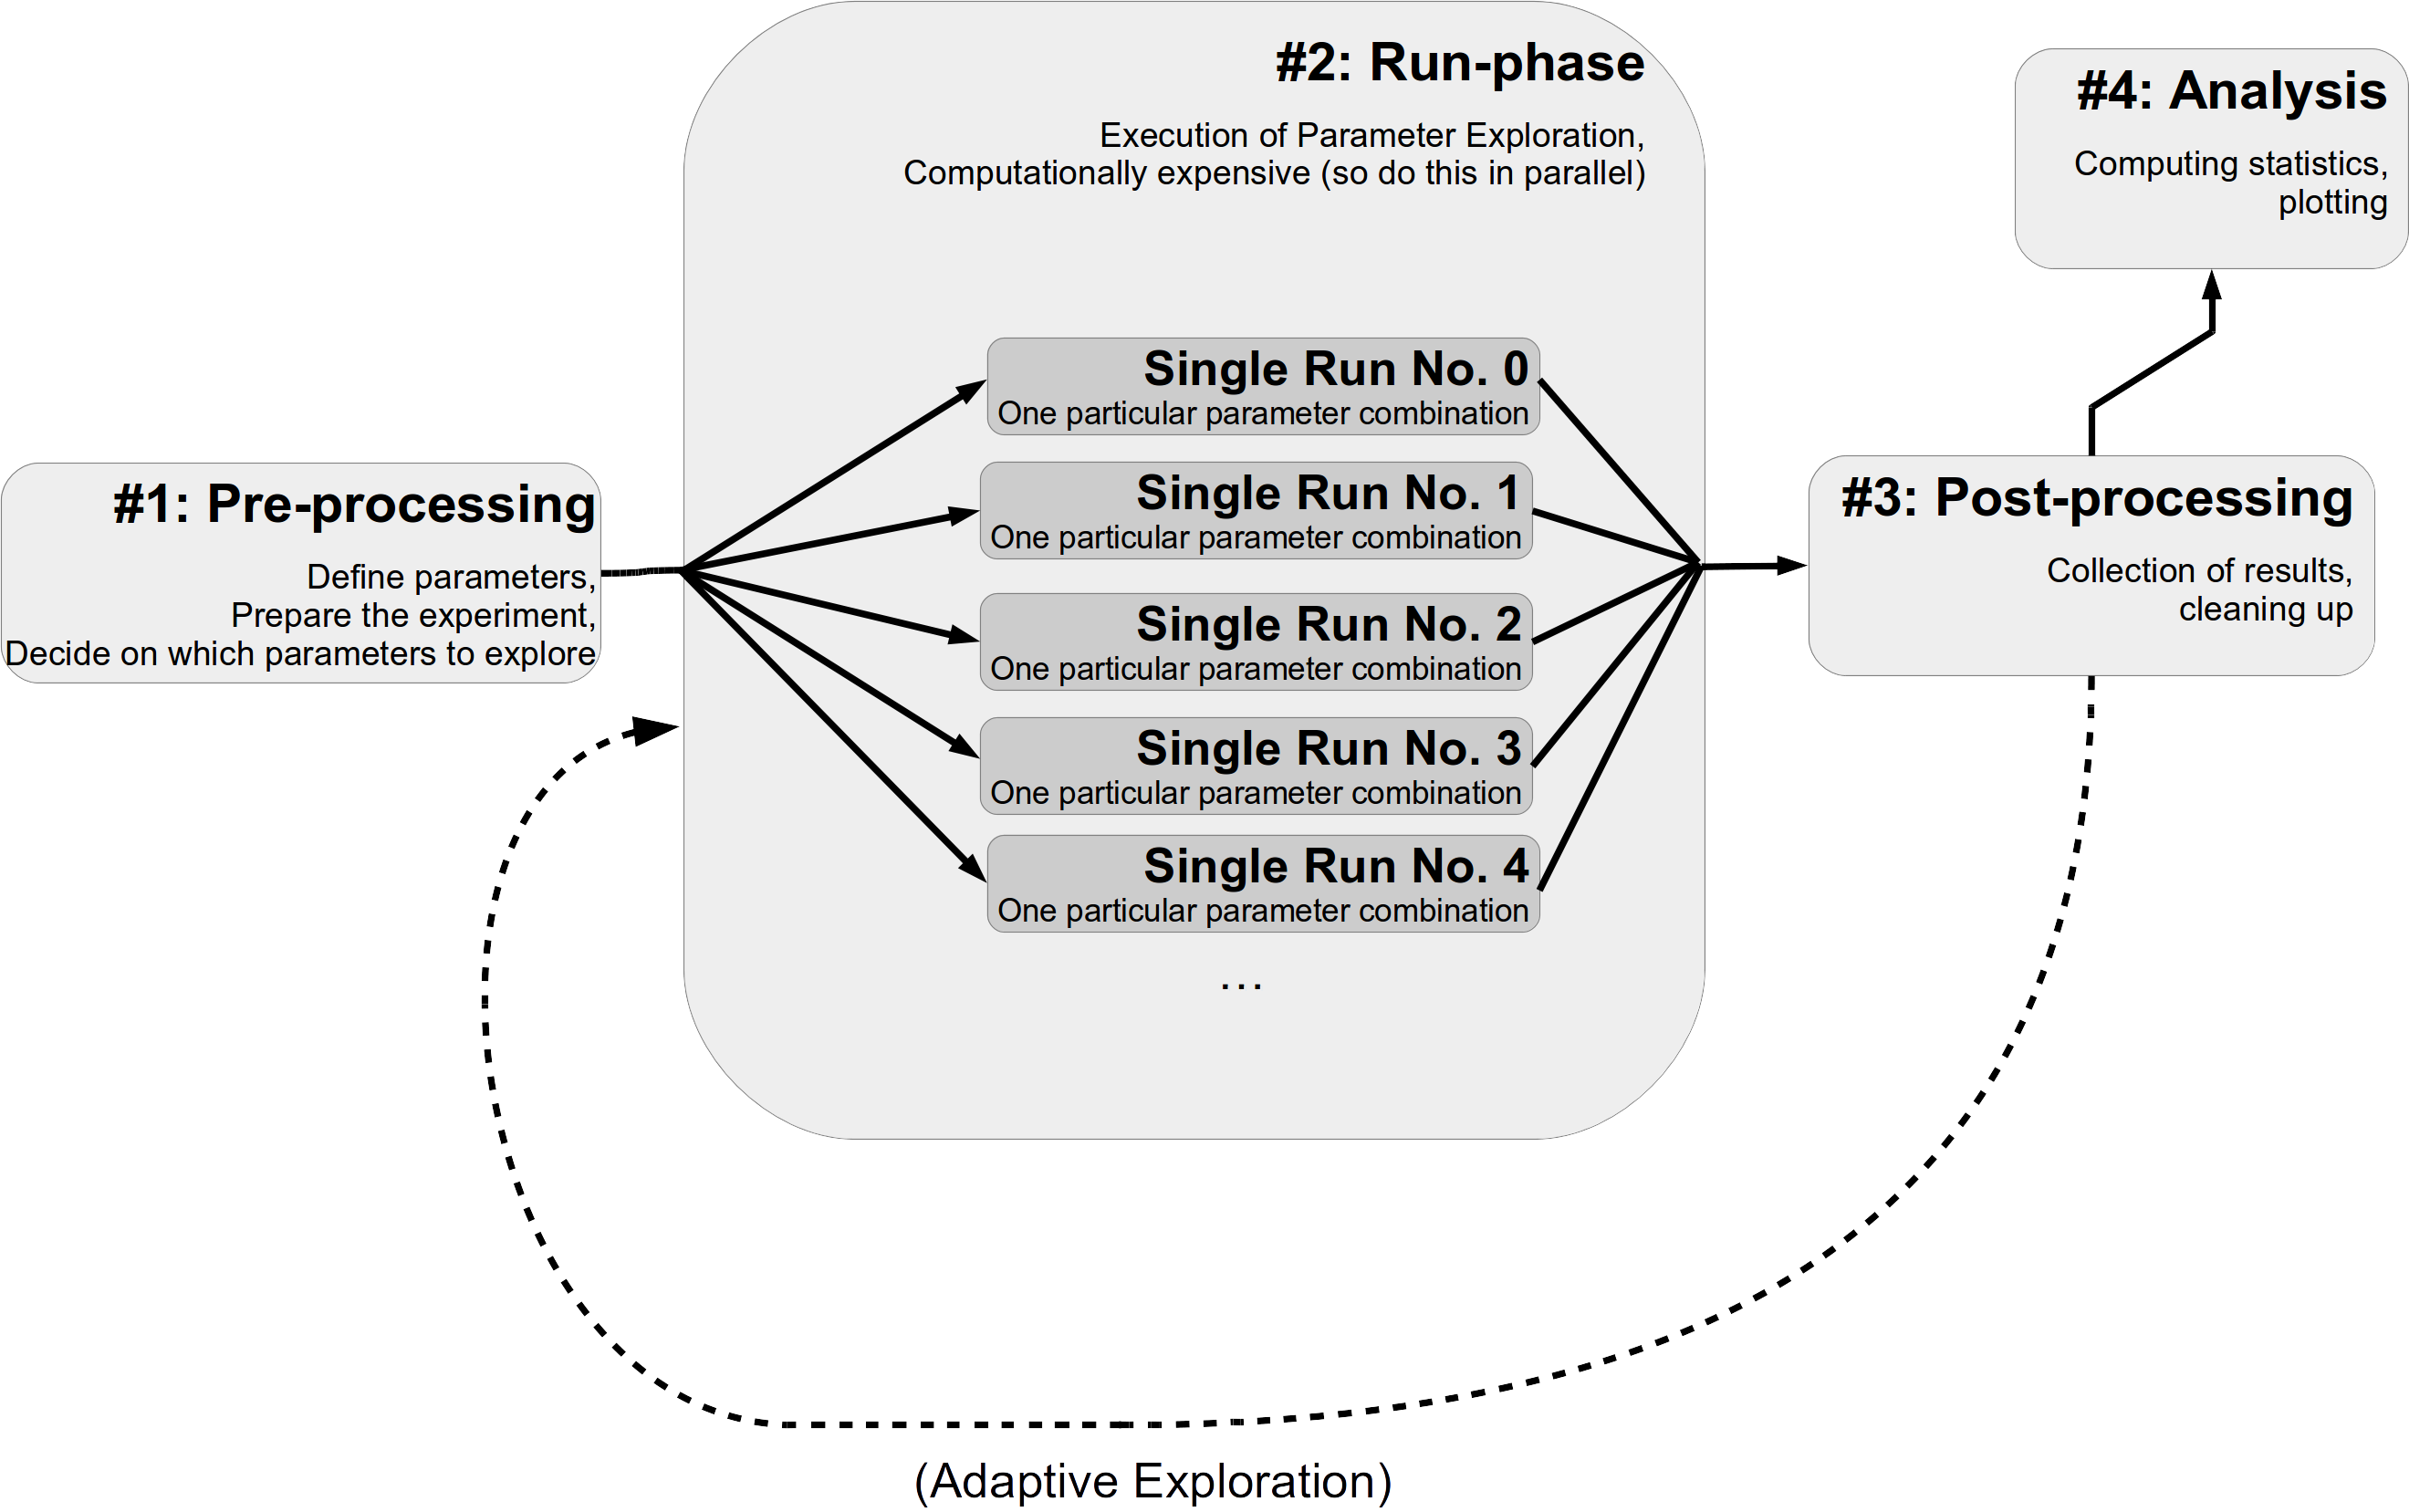 #1: Pre-processing
Define parameters,
Prepare the experiment,
Decide on which parameters to explore
#2: Run-phase
Execution of Parameter Exploration,
Computationally expensive (so do this in parallel)
Single Run No. 0
One particular parameter combination
Single Run No. 1
One particular parameter combination
Single Run No. 2
One particular parameter combination
Single Run No. 3
One particular parameter combination
Single Run No. 4
One particular parameter combination
...
#3: Post-processing
Collection of results,
cleaning up
#4: Analysis
Computing statistics,
plotting
(Adaptive Exploration)